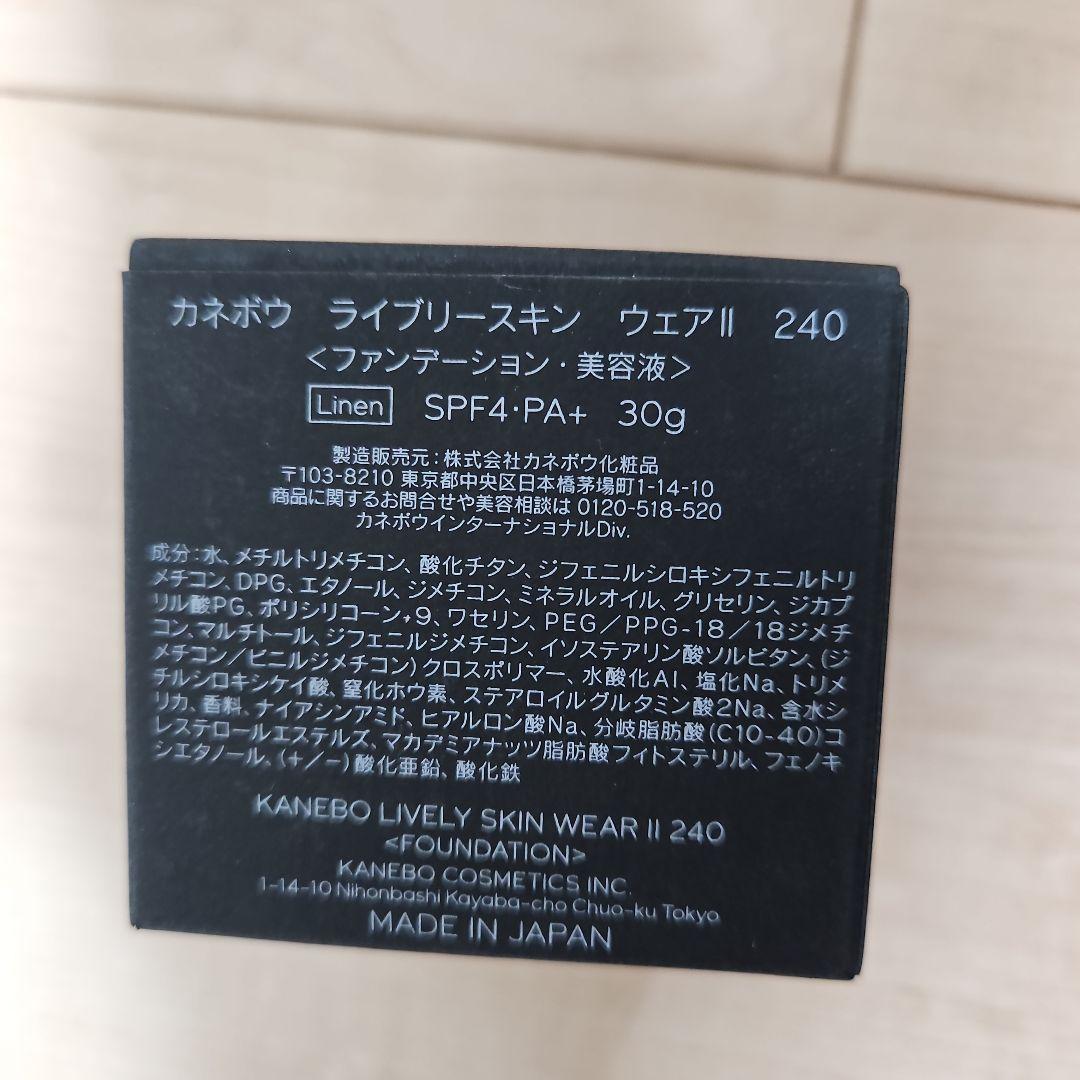 カネボウ ライブリースキン ウェアII 240
<ファンデーション・美容液>
Linen SPF4・PA+ 30g
製造販売元:株式会社カネボウ化粧品
〒103-8210 東京都中央区日本橋茅場町1-14-10
商品に関するお問合せや美容相談は 0120-518-520
カネボウインターナショナルDiv.
成分:水、メチルトリメチコン、酸化チタン、ジフェニルシロキシフェニルトリ
メチコン、DPG、エタノール、ジメチコン、ミネラルオイル、グリセリン、ジカプ
リル酸PG、ポリシリコーン-9、ワセリン、PEG/PPG-18/18ジメチ
コン、マルチトール、ジフェニルジメチコン、イソステアリン酸ソルビタン、(ジ
メチコン/ビニルジメチコン)クロスポリマー、水酸化Al、塩化Na、トリメ
チルシロキシケイ酸、窒化ホウ素、ステアロイルグルタミン酸2Na、含水シ
リカ、香料、ナイアシンアミド、ヒアルロン酸Na、分岐脂肪酸(C10-40)コ
レステロールエステルズ、マカデミアナッツ脂肪酸フィトステリル、フェノキ
シエタノール、(+/-)酸化亜鉛、酸化鉄
KANEBO LIVELY SKIN WEAR II 240
<FOUNDATION>
KANEBO COSMETICS INC.
1-14-10 Nihonbashi Kayaba-cho Chuo-ku Tokyo
MADE IN JAPAN